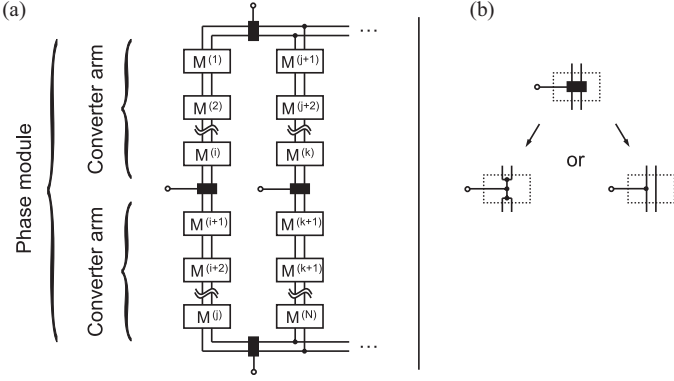 (a)
(b)
Phase module
Converter arm
Converter arm
M(1)
M(j+1)
...
M(2)
M(j+2)
M(i)
M(k)
M(i+1)
M(k+1)
M(i+2)
M(k+1)
M(j)
M(N)
...
or